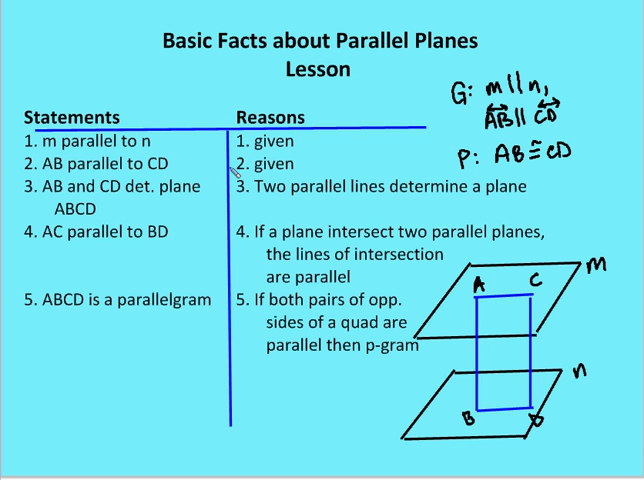 Basic Facts about Parallel Planes
Lesson
G: m || n,
AB || CD
P: AB ≅ CD
Statements Reasons
1. m parallel to n 1. given
2. AB parallel to CD 2. given
3. AB and CD det. plane 3. Two parallel lines determine a plane
ABCD
4. AC parallel to BD 4. If a plane intersect two parallel planes,
the lines of intersection
are parallel
5. ABCD is a parallelgram 5. If both pairs of opp.
sides of a quad are
parallel then p-gram
m
A C
n
B D